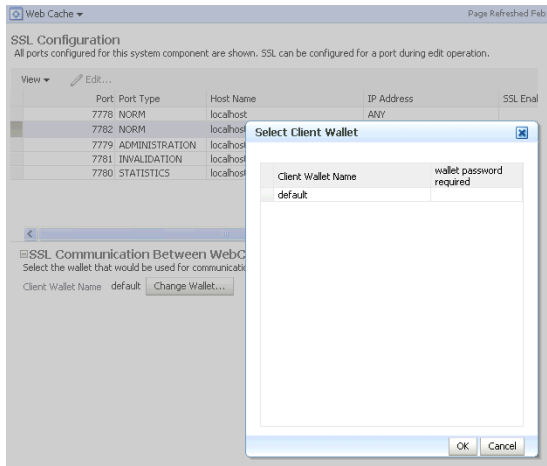 Web Cache
Page Refreshed Feb
SSL Configuration
All ports configured for this system component are shown. SSL can be configured for a port during edit operation.
View
Edit...
Port Port Type Host Name IP Address SSL Enal
7778 NORM localhost ANY
7782 NORM localhost
7779 ADMINISTRATION localhost
7781 INVALIDATION localhost
7780 STATISTICS localhost
SSL Communication Between WebC
Select the wallet that would be used for communicatio
Client Wallet Name default Change Wallet...
Select Client Wallet
Client Wallet Name wallet password required
default
OK Cancel